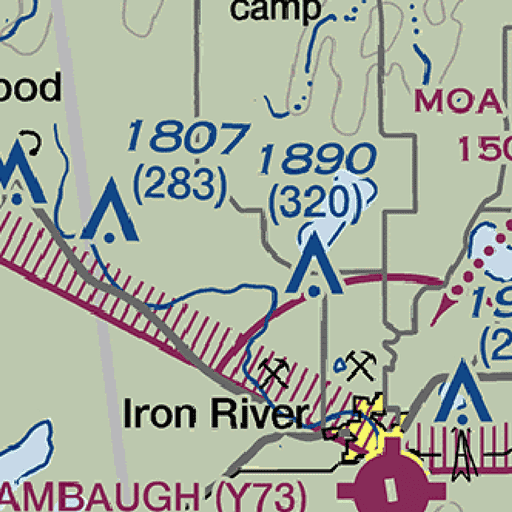 camp
ood
MOA
150
1807
(283)
1890
(320)
19
(2
Iron River
AMBAUGH (Y73)